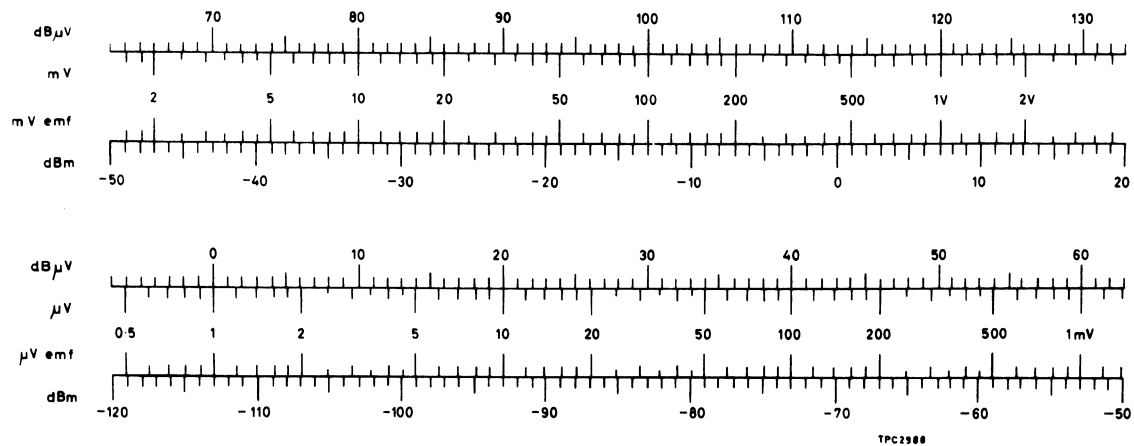 70 80 90 100 110 120 130
dBμV
mV
2 5 10 20 50 100 200 500 1V 2V
mV emf
dBm
-50 -40 -30 -20 -10 0 10 20
0 10 20 30 40 50 60
dBμV
μV
0·5 1 2 5 10 20 50 100 200 500 1mV
μV emf
dBm
-120 -110 -100 -90 -80 -70 -60 -50
TPC2988